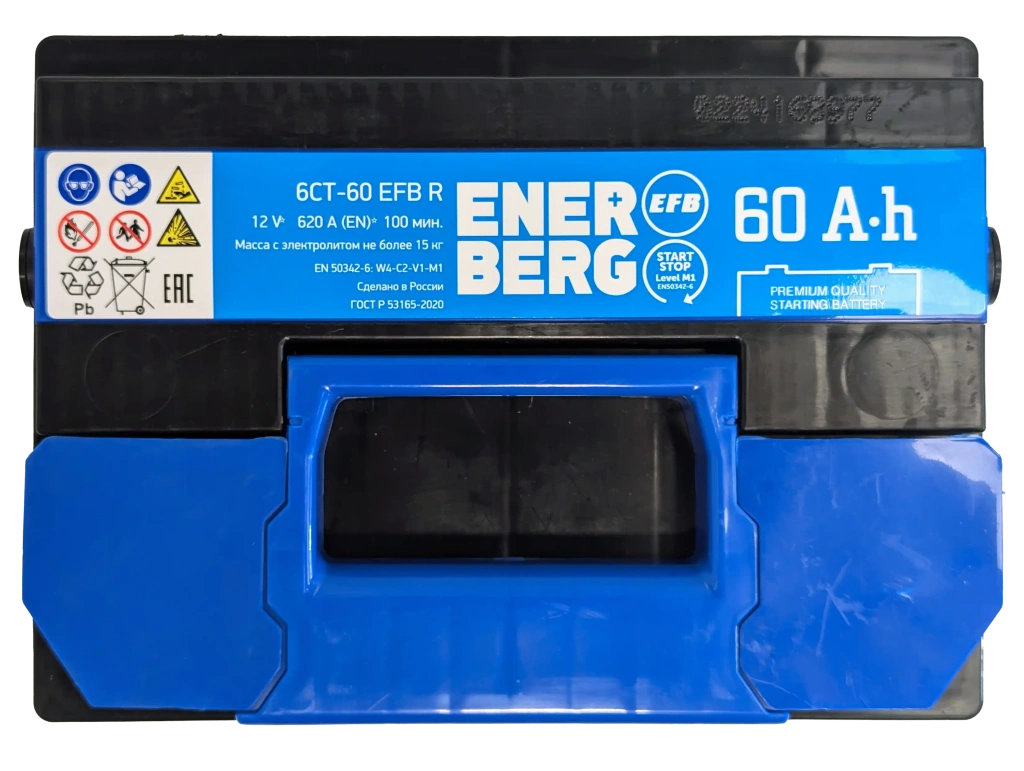 6СТ-60 EFB R
12 V* 620 A (EN)* 100 мин.
Масса с электролитом не более 15 кг
EN 50342-6: W4-C2-V1-M1
Сделано в России
ГОСТ Р 53165-2020
Pb
EAC
ENER
BERG
+
EFB
START
STOP
Level M1
EN50342-6
60 A·h
PREMIUM QUALITY
STARTING BATTERY